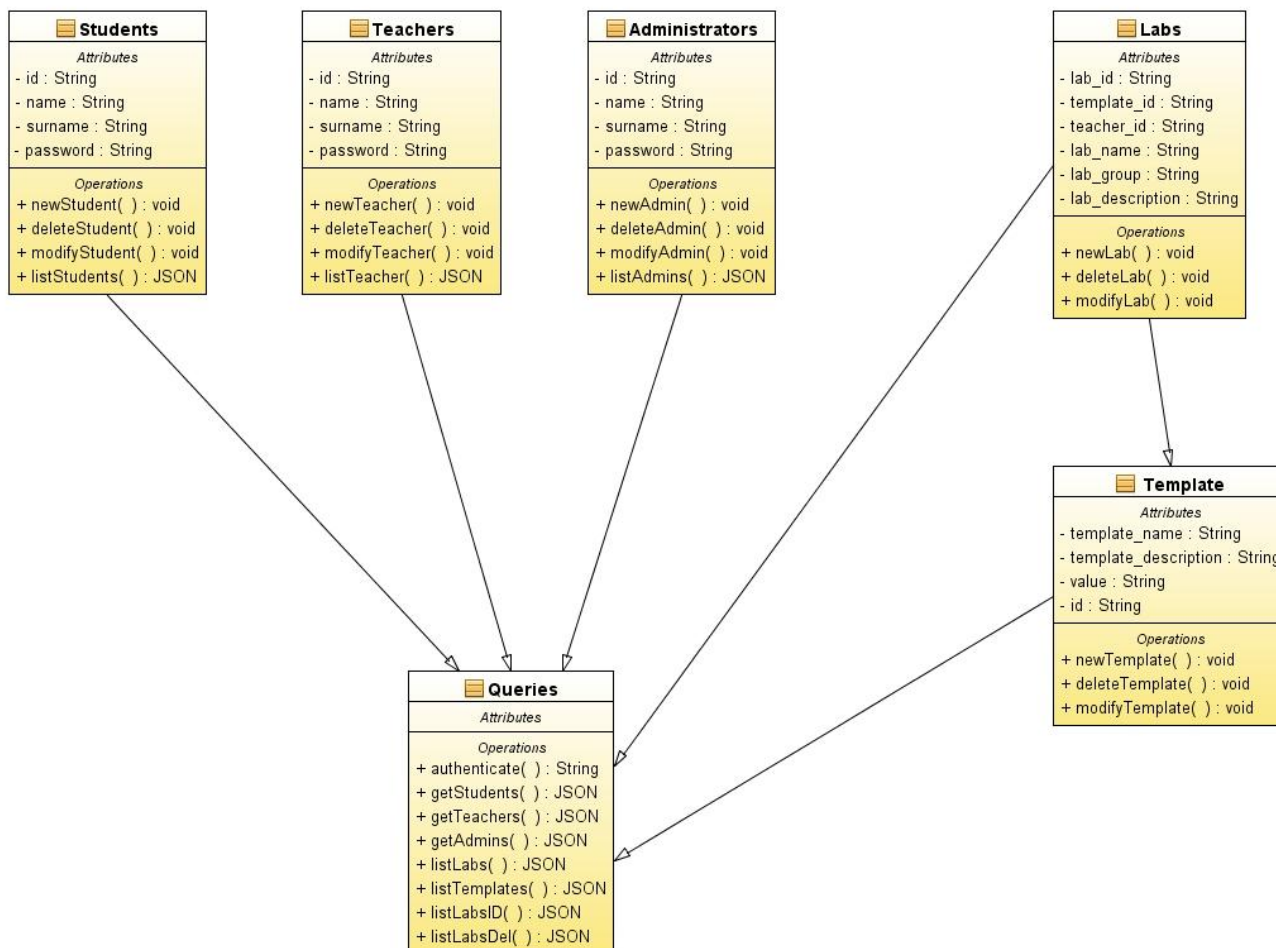 Students
Attributes
- id : String
- name : String
- surname : String
- password : String
Operations
+ newStudent( ) : void
+ deleteStudent( ) : void
+ modifyStudent( ) : void
+ listStudents( ) : JSON
Teachers
Attributes
- id : String
- name : String
- surname : String
- password : String
Operations
+ newTeacher( ) : void
+ deleteTeacher( ) : void
+ modifyTeacher( ) : void
+ listTeacher( ) : JSON
Administrators
Attributes
- id : String
- name : String
- surname : String
- password : String
Operations
+ newAdmin( ) : void
+ deleteAdmin( ) : void
+ modifyAdmin( ) : void
+ listAdmins( ) : JSON
Labs
Attributes
- lab_id : String
- template_id : String
- teacher_id : String
- lab_name : String
- lab_group : String
- lab_description : String
Operations
+ newLab( ) : void
+ deleteLab( ) : void
+ modifyLab( ) : void
Template
Attributes
- template_name : String
- template_description : String
- value : String
- id : String
Operations
+ newTemplate( ) : void
+ deleteTemplate( ) : void
+ modifyTemplate( ) : void
Queries
Attributes
Operations
+ authenticate( ) : String
+ getStudents( ) : JSON
+ getTeachers( ) : JSON
+ getAdmins( ) : JSON
+ listLabs( ) : JSON
+ listTemplates( ) : JSON
+ listLabsID( ) : JSON
+ listLabsDel( ) : JSON